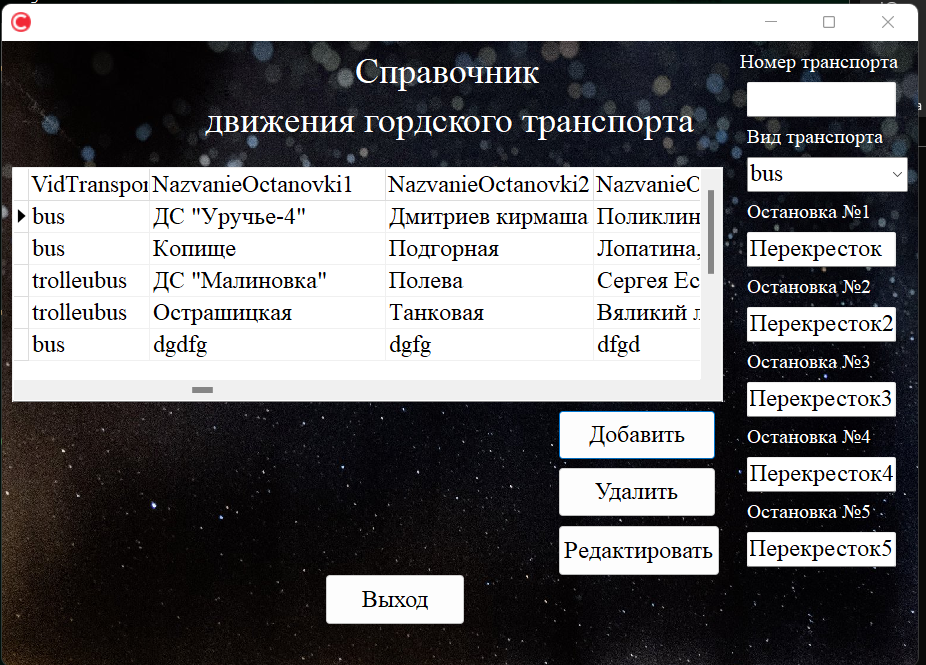 Справочник
движения гордского транспорта
VidTranspor NazvanieOctanovki1 NazvanieOctanovki2 NazvanieO
bus ДС "Уручье-4" Дмитриев кирмаша Поликлин
bus Копище Подгорная Лопатина,
trolleubus ДС "Малиновка" Полева Сергея Ес
trolleubus Острашицкая Танковая Вяликий л
bus dgdfg dgfg dfgd
Добавить
Удалить
Редактировать
Выход
Номер транспорта
Вид транспорта
bus
Остановка №1
Перекресток
Остановка №2
Перекресток2
Остановка №3
Перекресток3
Остановка №4
Перекресток4
Остановка №5
Перекресток5